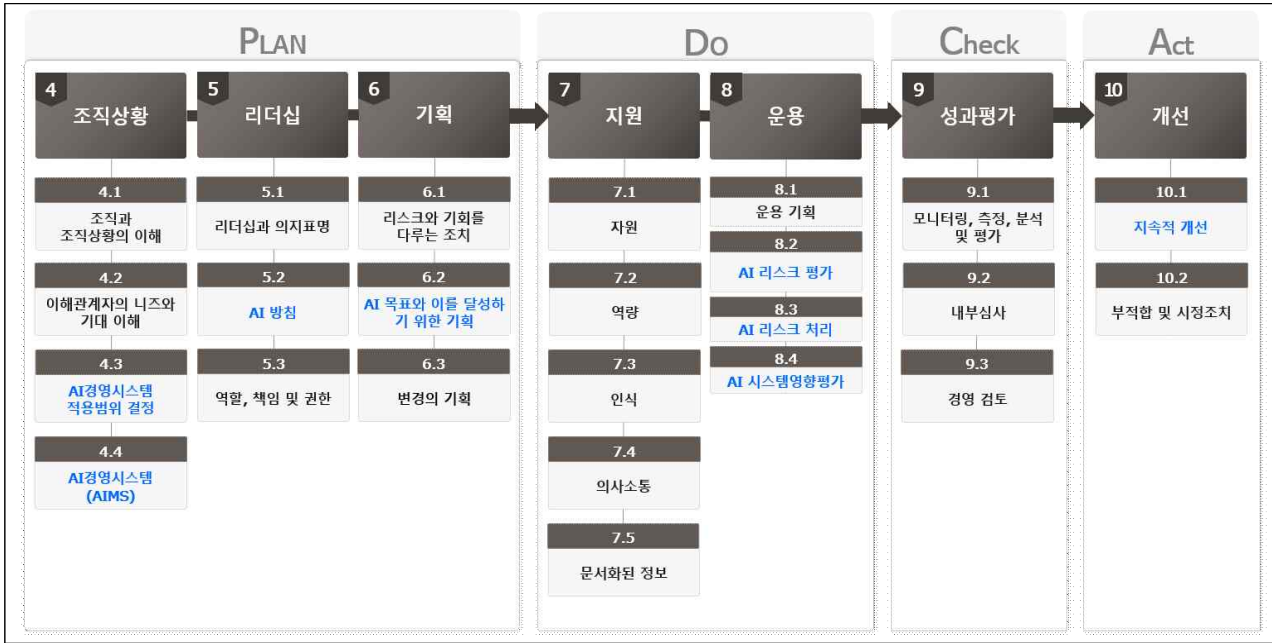 PLAN
4
조직상황
5
리더십
6
기획
4.1
조직과
조직상황의 이해
4.2
이해관계자의 니즈와
기대 이해
4.3
AI경영시스템
적용범위 결정
4.4
AI경영시스템
(AIMS)
5.1
리더십과 의지표명
5.2
AI 방침
5.3
역할, 책임 및 권한
6.1
리스크와 기회를
다루는 조치
6.2
AI 목표와 이를 달성하
기 위한 기획
6.3
변경의 기획
Do
7
지원
8
운용
7.1
자원
7.2
역량
7.3
인식
7.4
의사소통
7.5
문서화된 정보
8.1
운용 기획
8.2
AI 리스크 평가
8.3
AI 리스크 처리
8.4
AI 시스템영향평가
Check
9
성과평가
9.1
모니터링, 측정, 분석
및 평가
9.2
내부심사
9.3
경영 검토
Act
10
개선
10.1
지속적 개선
10.2
부적합 및 시정조치